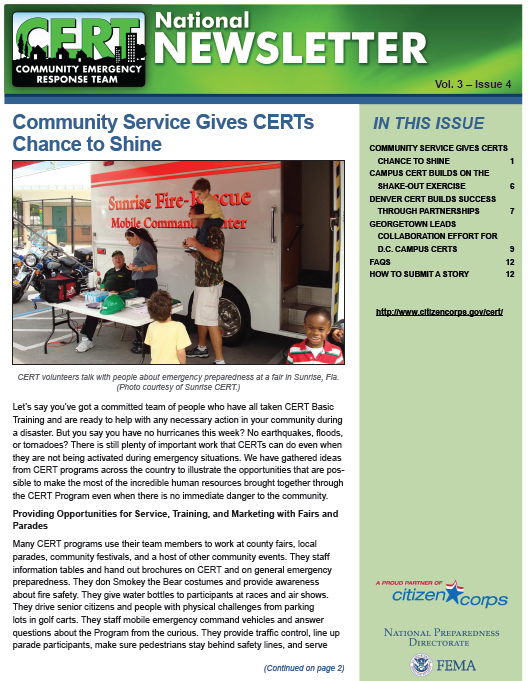 CERT
COMMUNITY EMERGENCY
RESPONSE TEAM
National
NEWSLETTER
Vol. 3 – Issue 4
Community Service Gives CERTs
Chance to Shine
Sunrise Fire-Rescue
Mobile Command Center
CERT volunteers talk with people about emergency preparedness at a fair in Sunrise, Fla.
(Photo courtesy of Sunrise CERT.)
Let's say you've got a committed team of people who have all taken CERT Basic
Training and are ready to help with any necessary action in your community during
a disaster. But you say you have no hurricanes this week? No earthquakes, floods,
or tornadoes? There is still plenty of important work that CERTs can do even when
they are not being activated during emergency situations. We have gathered ideas
from CERT programs across the country to illustrate the opportunities that are pos-
sible to make the most of the incredible human resources brought together through
the CERT Program even when there is no immediate danger to the community.
Providing Opportunities for Service, Training, and Marketing with Fairs and
Parades
Many CERT programs use their team members to work at county fairs, local
parades, community festivals, and a host of other community events. They staff
information tables and hand out brochures on CERT and on general emergency
preparedness. They don Smokey the Bear costumes and provide awareness
about fire safety. They give water bottles to participants at races and air shows.
They drive senior citizens and people with physical challenges from parking
lots in golf carts. They staff mobile emergency command vehicles and answer
questions about the Program from the curious. They provide traffic control, line up
parade participants, make sure pedestrians stay behind safety lines, and serve
(Continued on page 2)
IN THIS ISSUE
COMMUNITY SERVICE GIVES CERTS
CHANCE TO SHINE 1
CAMPUS CERT BUILDS ON THE
SHAKE-OUT EXERCISE 6
DENVER CERT BUILDS SUCCESS
THROUGH PARTNERSHIPS 7
GEORGETOWN LEADS
COLLABORATION EFFORT FOR
D.C. CAMPUS CERTS 9
FAQS 12
HOW TO SUBMIT A STORY 12
http://www.citizencorps.gov/cert/
A PROUD PARTNER OF
citizen corps
NATIONAL PREPAREDNESS
DIRECTORATE
FEMA